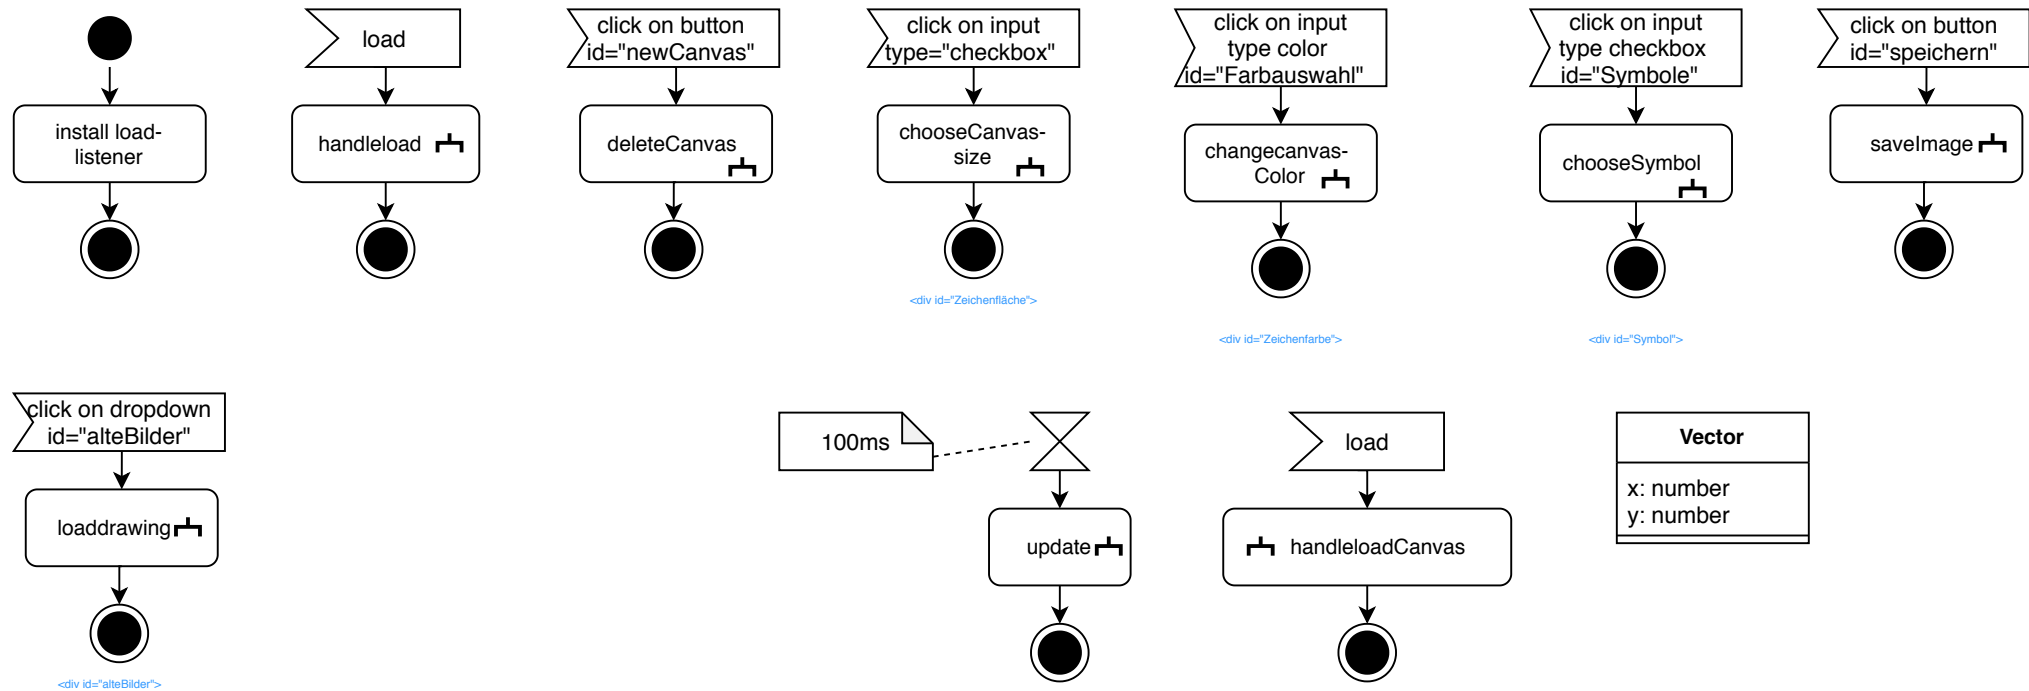 load
click on button
id="newCanvas"
click on input
type="checkbox"
click on input
type color
id="Farbauswahl"
click on input
type checkbox
id="Symbole"
click on button
id="speichern"
install load-
listener
handleload
deleteCanvas
chooseCanvas-
size
changecanvas-
Color
chooseSymbol
saveImage
<div id="Zeichenfläche">
<div id="Zeichenfarbe">
<div id="Symbol">
click on dropdown
id="alteBilder"
loaddrawing
<div id="alteBilder">
100ms
update
load
handleloadCanvas
Vector
x: number
y: number